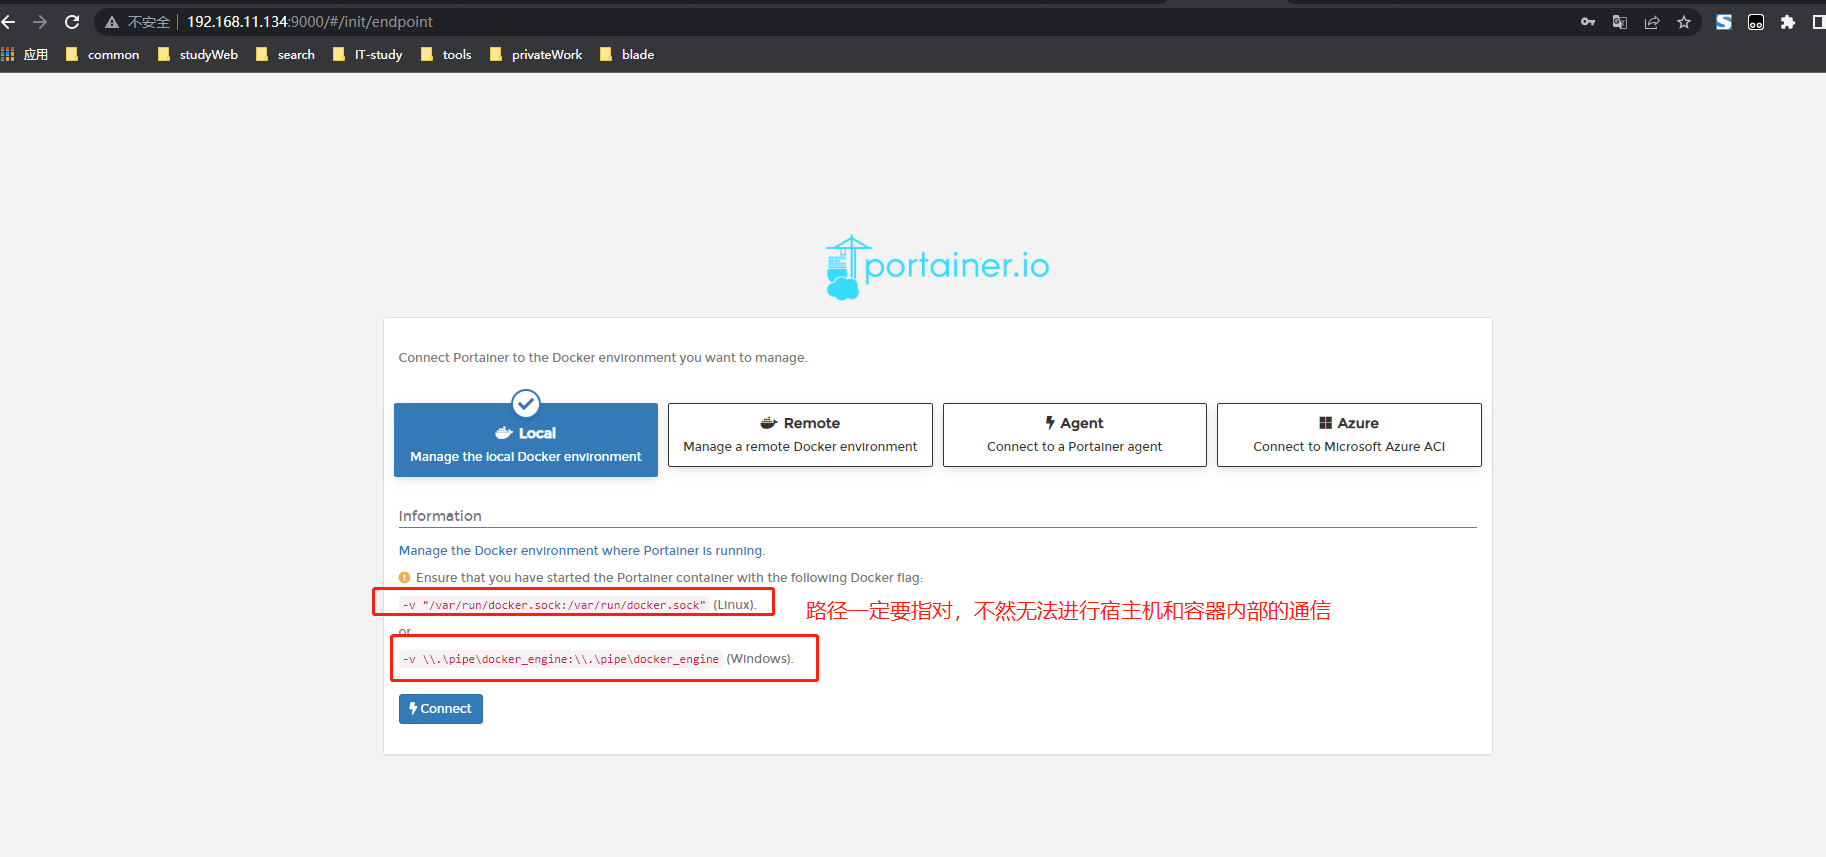 不安全 192.168.11.134:9000/#/init/endpoint
应用 common studyWeb search IT-study tools privateWork blade
portainer.io
Connect Portainer to the Docker environment you want to manage.
Local
Manage the local Docker environment
Remote
Manage a remote Docker environment
Agent
Connect to a Portainer agent
Azure
Connect to Microsoft Azure ACI
Information
Manage the Docker environment where Portainer is running.
Ensure that you have started the Portainer container with the following Docker flag:
-v "/var/run/docker.sock:/var/run/docker.sock" (Linux).
路径一定要指对，不然无法进行宿主机和容器内部的通信
or
-v \\.\pipe\docker_engine:\\.\pipe\docker_engine (Windows).
Connect